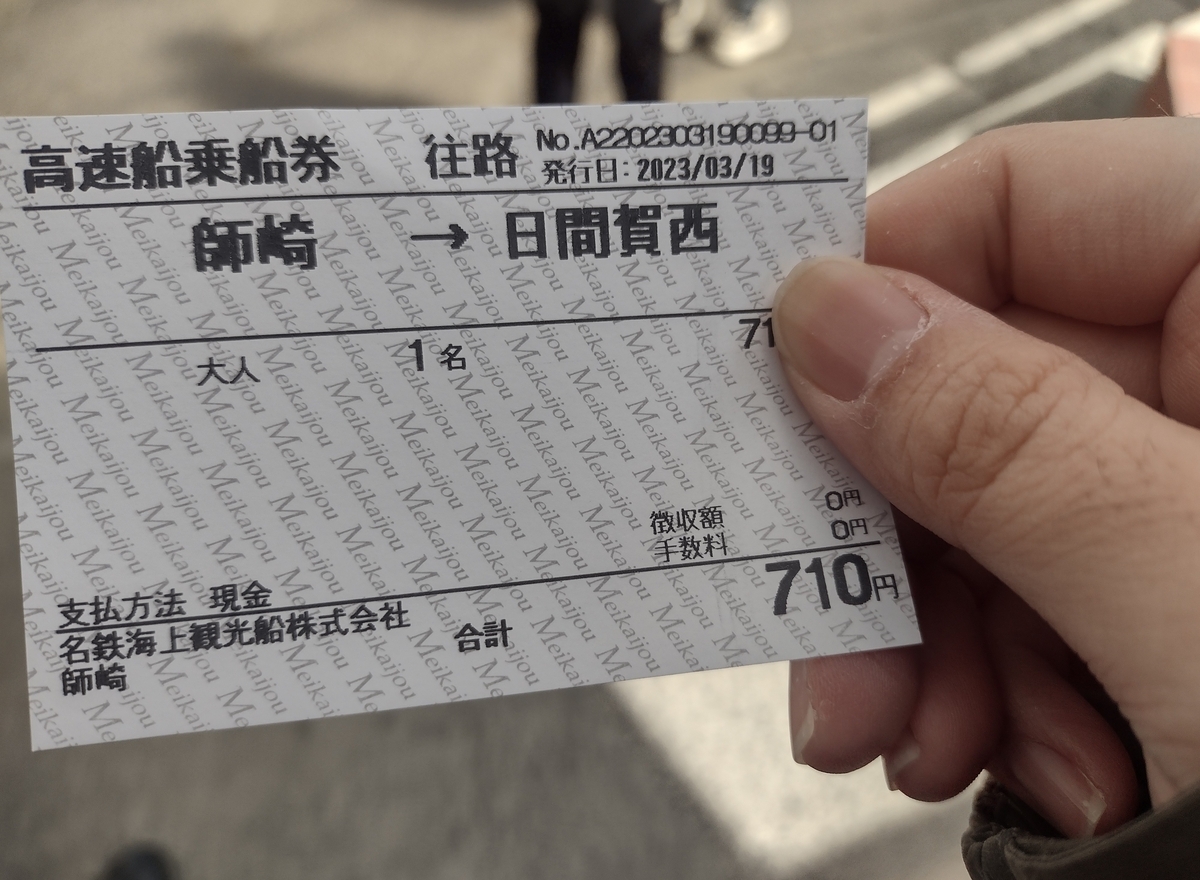 高速船乗船券 往路 No.A2202303190099-01
発行日:2023/03/19
師崎 → 日間賀西
大人 1名 71
徴収額 0円
手数料 0円
支払方法 現金
名鉄海上観光船株式会社 合計 710円
師崎
Meikaijou